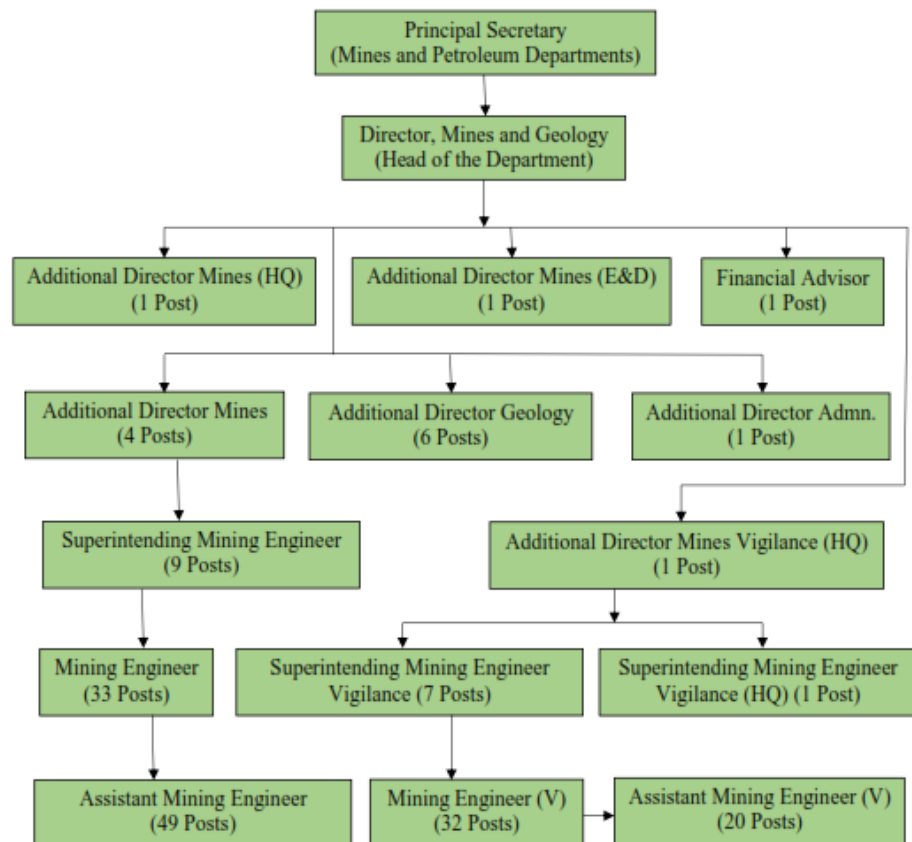 Principal Secretary
(Mines and Petroleum Departments)
Director, Mines and Geology
(Head of the Department)
Additional Director Mines (HQ)
(1 Post)
Additional Director Mines (E&D)
(1 Post)
Financial Advisor
(1 Post)
Additional Director Mines
(4 Posts)
Additional Director Geology
(6 Posts)
Additional Director Admn.
(1 Post)
Superintending Mining Engineer
(9 Posts)
Additional Director Mines Vigilance (HQ)
(1 Post)
Mining Engineer
(33 Posts)
Superintending Mining Engineer
Vigilance (7 Posts)
Superintending Mining Engineer
Vigilance (HQ) (1 Post)
Assistant Mining Engineer
(49 Posts)
Mining Engineer (V)
(32 Posts)
Assistant Mining Engineer (V)
(20 Posts)